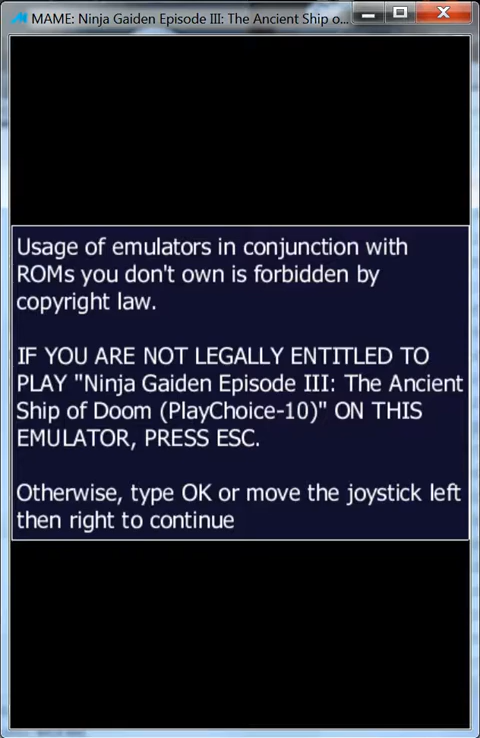 MAME: Ninja Gaiden Episode III: The Ancient Ship o...
Usage of emulators in conjunction with
ROMs you don't own is forbidden by
copyright law.
IF YOU ARE NOT LEGALLY ENTITLED TO
PLAY "Ninja Gaiden Episode III: The Ancient
Ship of Doom (PlayChoice-10)" ON THIS
EMULATOR, PRESS ESC.
Otherwise, type OK or move the joystick left
then right to continue